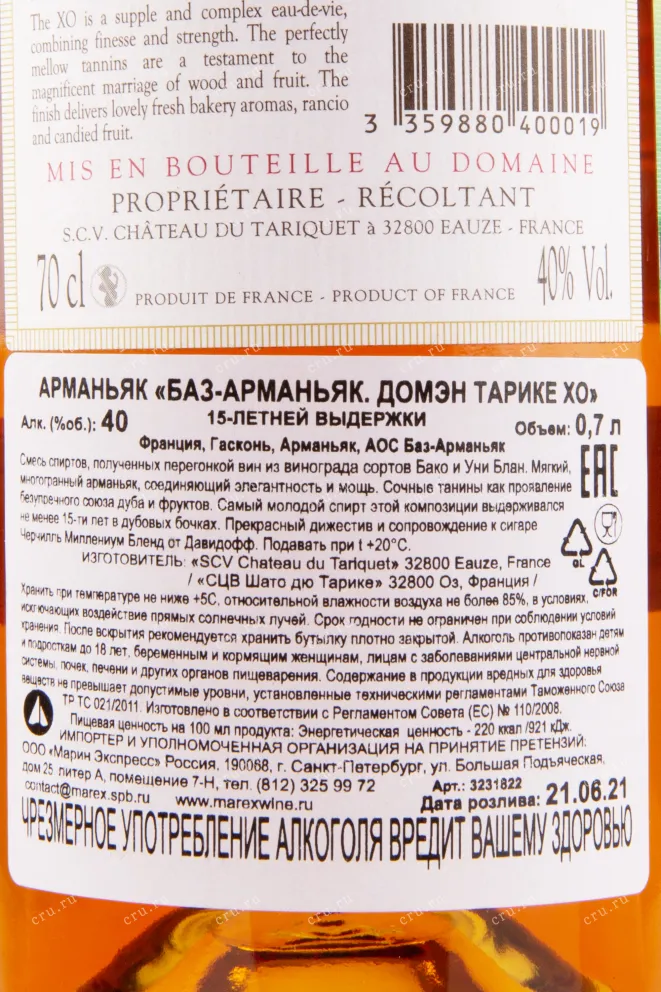 The XO is a supple and complex eau-de-vie,
combining finesse and strength. The perfectly
mellow tannins are a testament to the
magnificent marriage of wood and fruit. The
finish delivers lovely fresh bakery aromas, rancio
and candied fruit.
3 359880 400019
MIS EN BOUTEILLE AU DOMAINE
PROPRIÉTAIRE - RÉCOLTANT
S.C.V. CHÂTEAU DU TARIQUET à 32800 EAUZE - FRANCE
70 cl PRODUIT DE FRANCE - PRODUCT OF FRANCE 40% Vol.
АРМАНЬЯК «БАЗ-АРМАНЬЯК. ДОМЭН ТАРИКЕ ХО»
15-ЛЕТНЕЙ ВЫДЕРЖКИ
Алк. (%об.): 40 Объем: 0,7 л
Франция, Гасконь, Арманьяк, АОС Баз-Арманьяк
Смесь спиртов, полученных перегонкой вин из винограда сортов Бако и Уни Блан. Мягкий,
многогранный арманьяк, соединяющий элегантность и мощь. Сочные танины как проявление
безупречного союза дуба и фруктов. Самый молодой спирт этой композиции выдерживался
не менее 15-ти лет в дубовых бочках. Прекрасный дижестив и сопровождение к сигаре
Черчилль Миллениум Бленд от Давидофф. Подавать при t +20°С.
EAC
GL
C/FOR
ИЗГОТОВИТЕЛЬ: «SCV Chateau du Tariquet» 32800 Eauze, France
/ «СЦВ Шато дю Тарике» 32800 Оз, Франция /
Хранить при температуре не ниже +5С, относительной влажности воздуха не более 85%, в условиях,
исключающих воздействие прямых солнечных лучей. Срок годности не ограничен при соблюдении условий
хранения. После вскрытия рекомендуется хранить бутылку плотно закрытой. Алкоголь противопоказан детям
и подросткам до 18 лет, беременным и кормящим женщинам, лицам с заболеваниями центральной нервной
системы, почек, печени и других органов пищеварения. Содержание в продукции вредных для здоровья
веществ не превышает допустимые уровни, установленные техническими регламентами Таможенного Союза
ТР ТС 021/2011. Изготовлено в соответствии с Регламентом Совета (ЕС) № 110/2008.
Пищевая ценность на 100 мл продукта: Энергетическая ценность - 220 ккал /921 кДж.
ИМПОРТЕР И УПОЛНОМОЧЕННАЯ ОРГАНИЗАЦИЯ НА ПРИНЯТИЕ ПРЕТЕНЗИЙ:
ООО «Марин Экспресс» Россия, 190068, г. Санкт-Петербург, ул. Большая Подъяческая,
дом 25 литер А, помещение 7-Н, тел. (812) 325 99 72 Арт.: 3231822
contact@marex.spb.ru www.marexwine.ru Дата розлива: 21.06.21
ЧРЕЗМЕРНОЕ УПОТРЕБЛЕНИЕ АЛКОГОЛЯ ВРЕДИТ ВАШЕМУ ЗДОРОВЬЮ
cru.ru